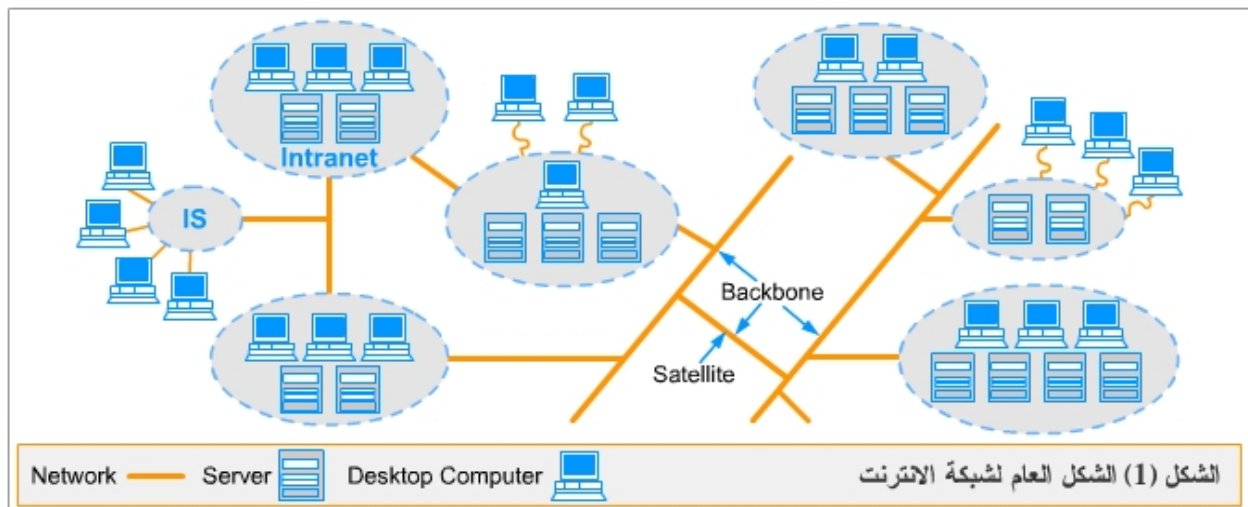 Intranet
IS
Backbone
Satellite
Network
Server
Desktop Computer
الشكل (1) الشكل العام لشبكة الانترنت